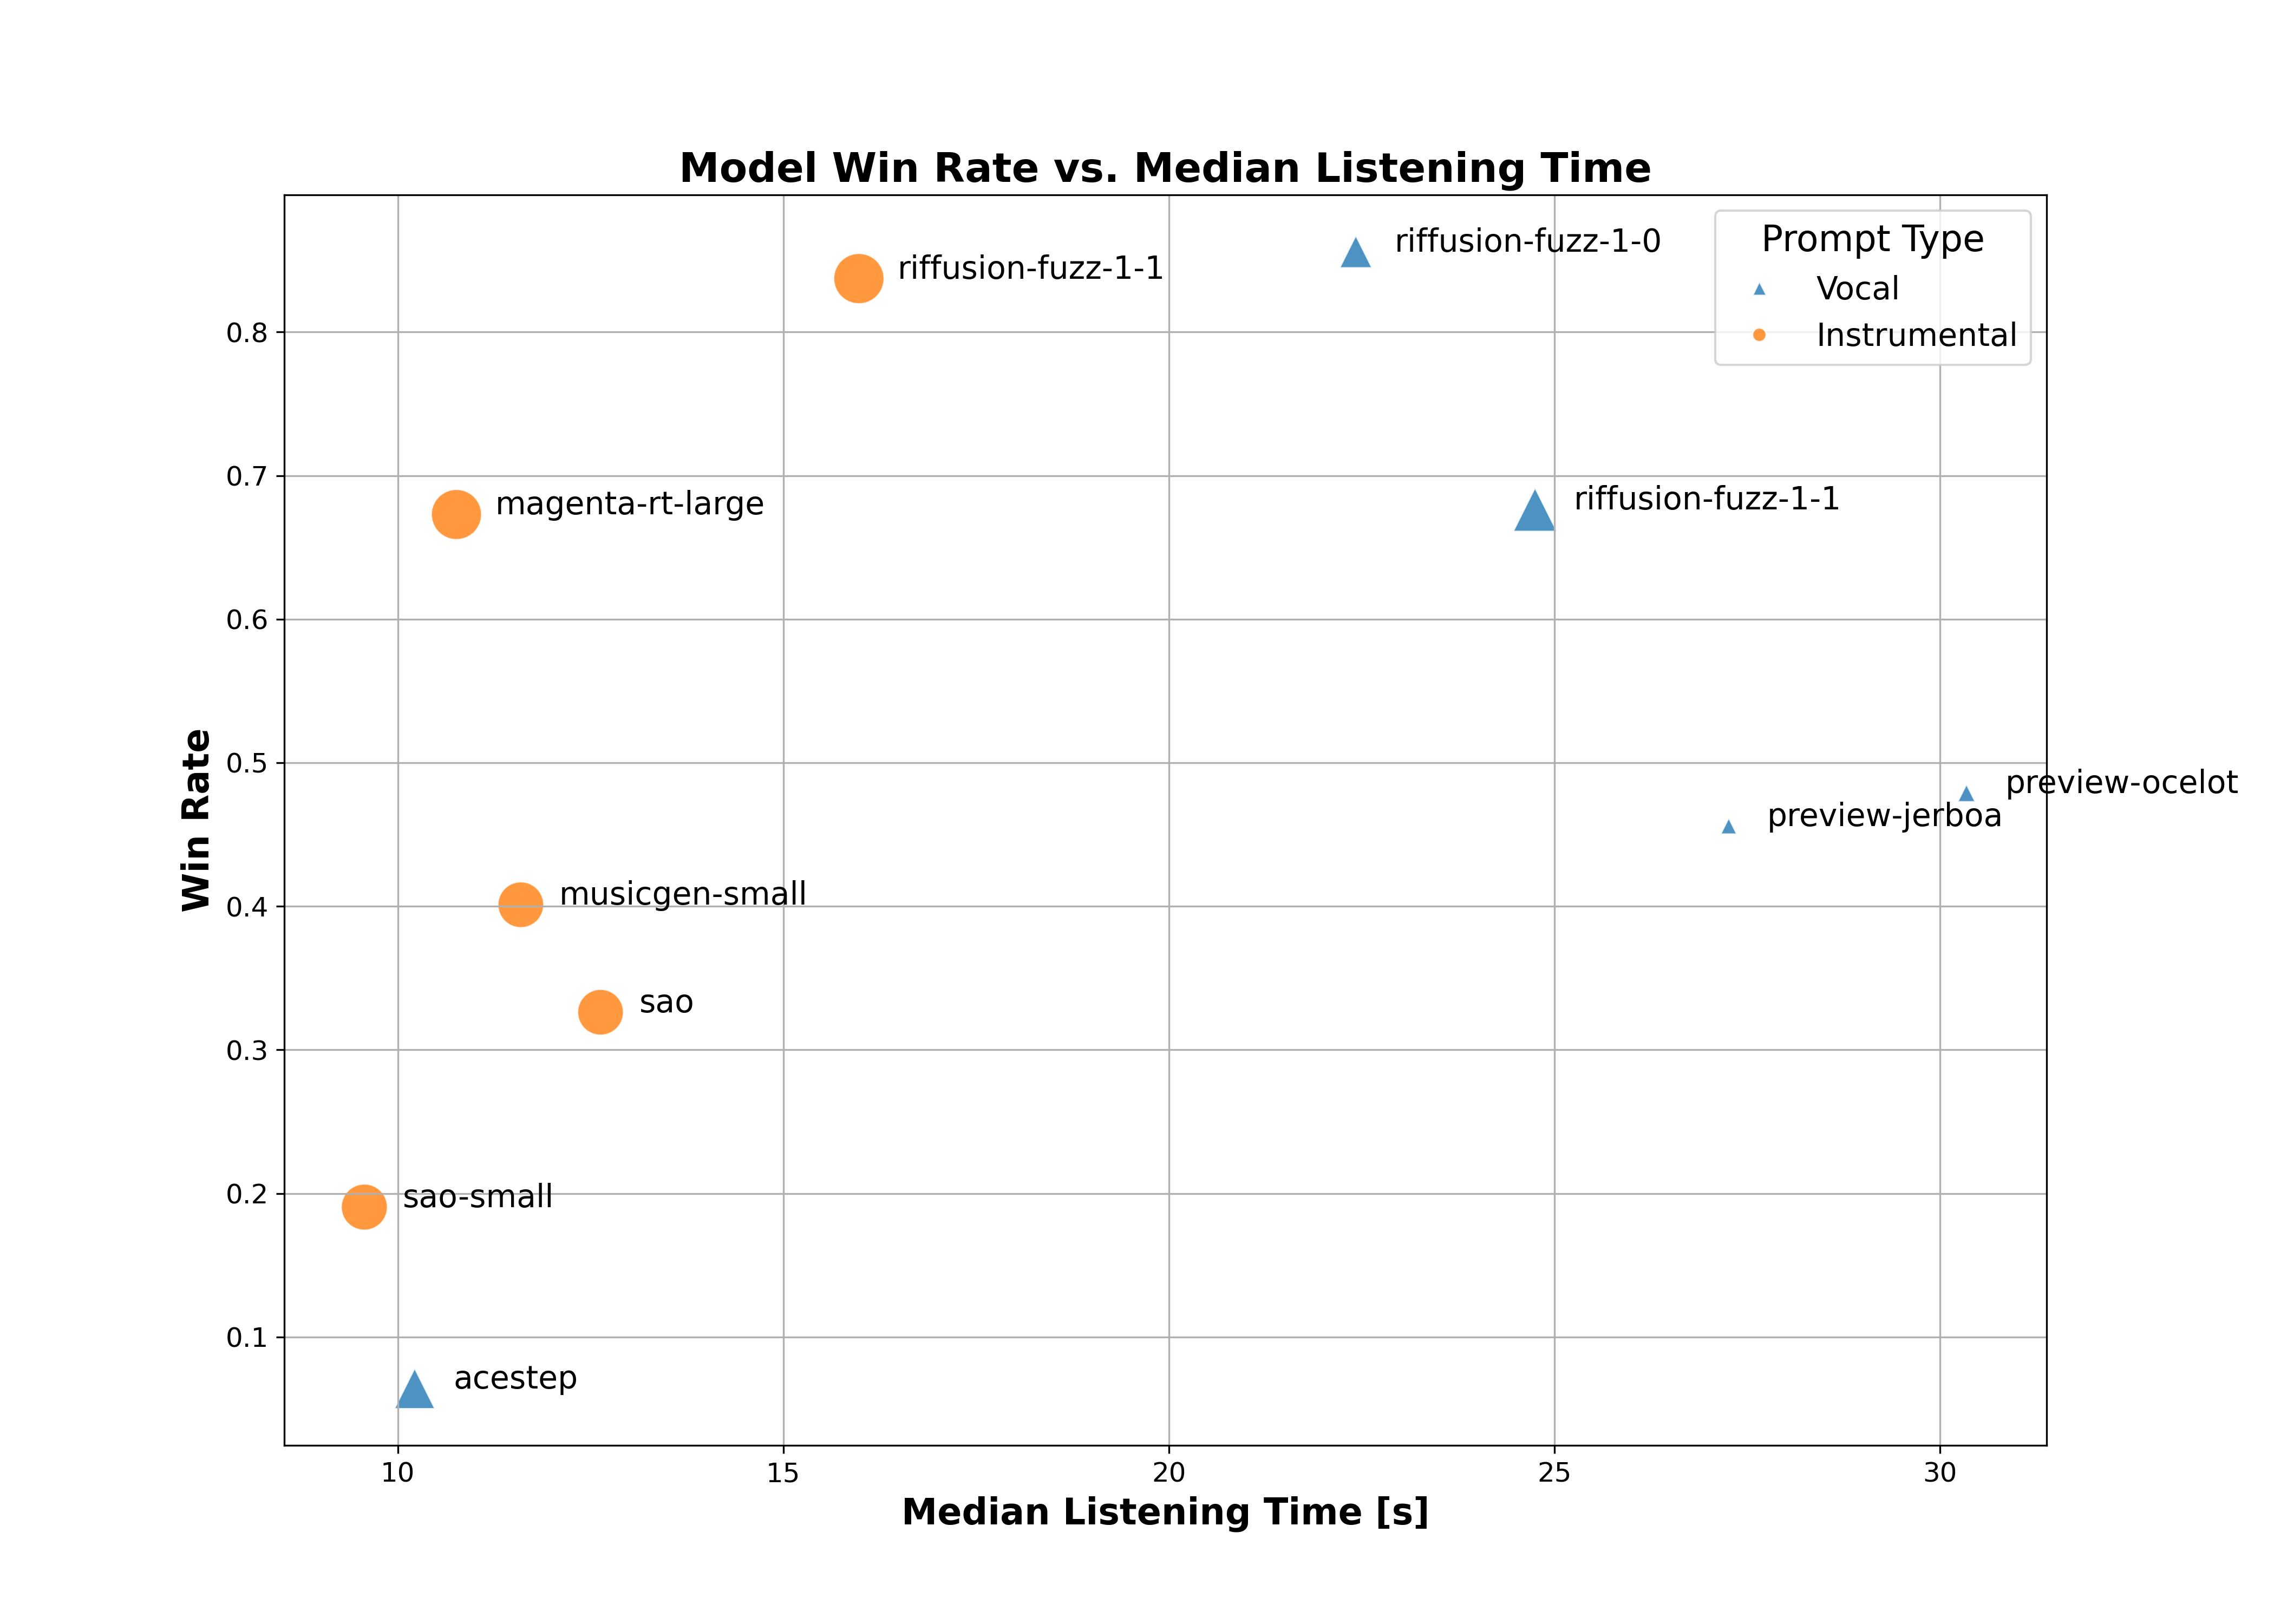 Model Win Rate vs. Median Listening Time
riffusion-fuzz-1-0
riffusion-fuzz-1-1
Prompt Type
Vocal
Instrumental
0.8
0.7
magenta-rt-large
riffusion-fuzz-1-1
0.6
0.5
preview-ocelot
preview-jerboa
Win Rate
0.4
musicgen-small
sao
0.3
0.2
sao-small
0.1
acestep
10
15
20
25
30
Median Listening Time [s]